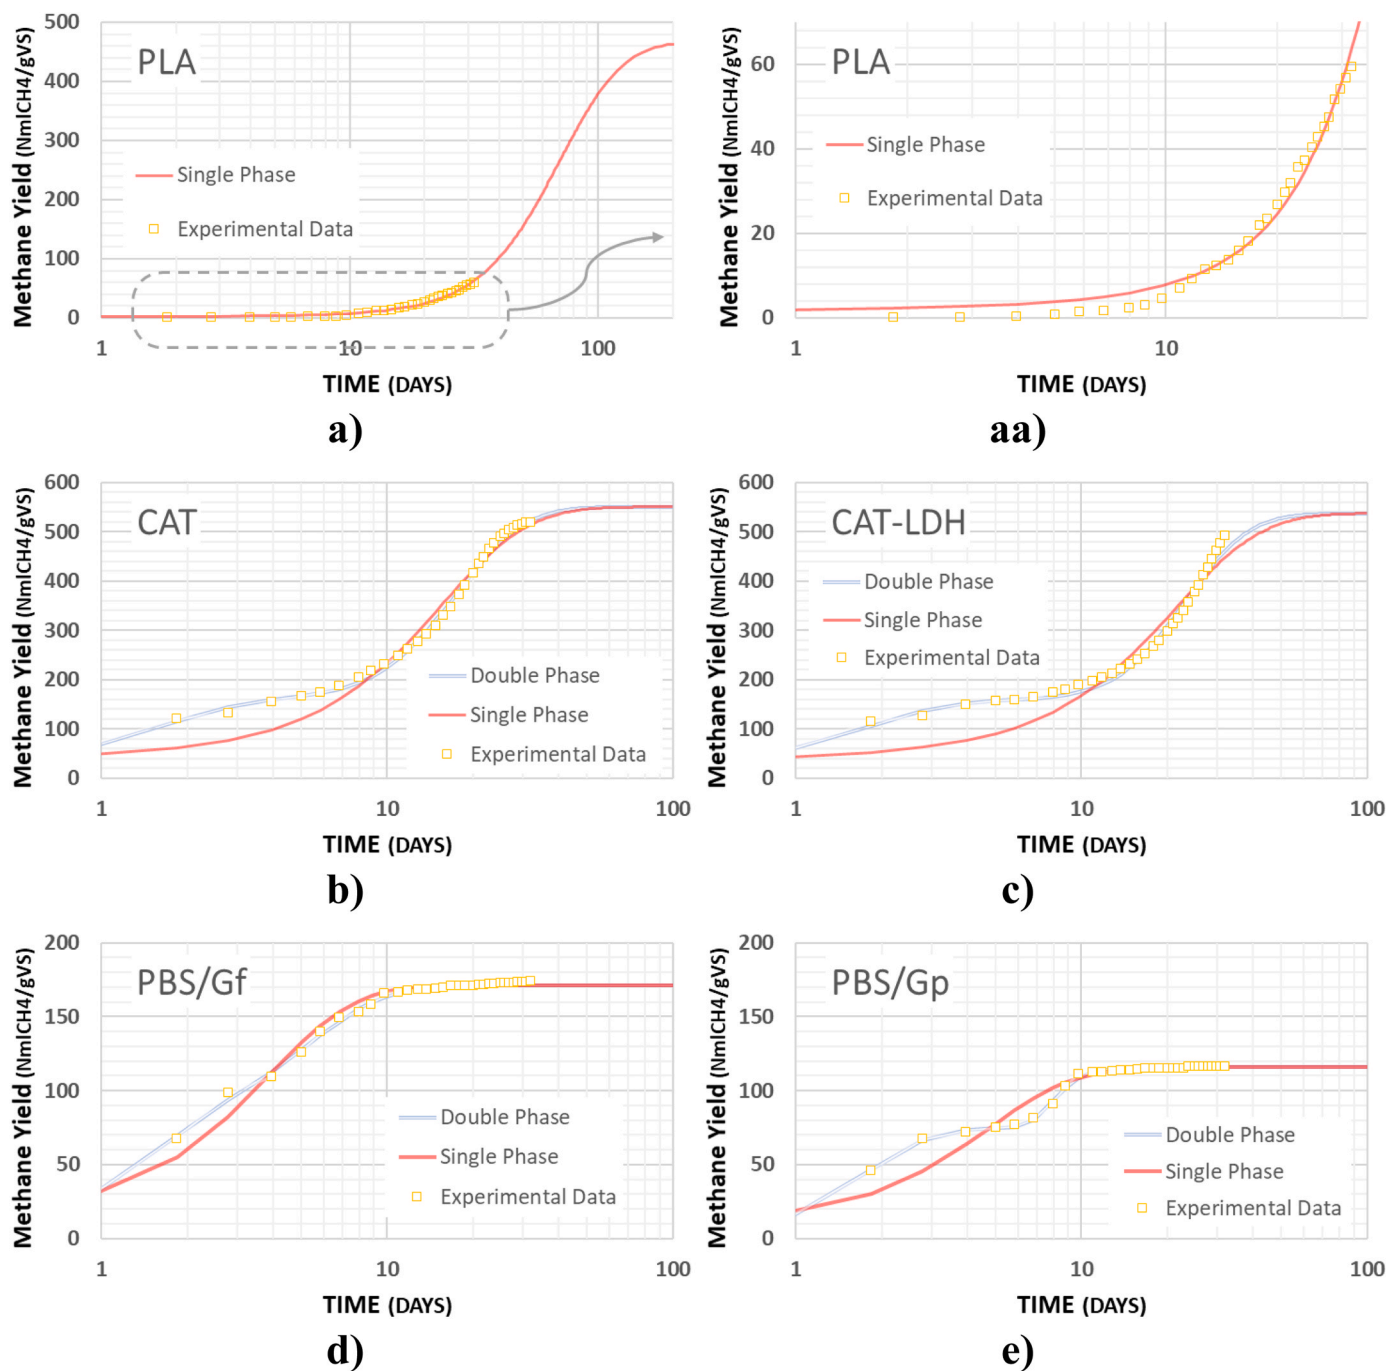 PLA
Methane Yield (NmlCH4/gVS)
500
400
300
200
100
0
Single Phase
Experimental Data
1
10
100
TIME (DAYS)
a)
PLA
Methane Yield (NmlCH4/gVS)
60
40
20
0
Single Phase
Experimental Data
1
10
TIME (DAYS)
aa)
CAT
Methane Yield (NmlCH4/gVS)
600
500
400
300
200
100
0
Double Phase
Single Phase
Experimental Data
1
10
100
TIME (DAYS)
b)
CAT-LDH
Methane Yield (NmlCH4/gVS)
600
500
400
300
200
100
0
Double Phase
Single Phase
Experimental Data
1
10
100
TIME (DAYS)
c)
PBS/Gf
Methane Yield (NmlCH4/gVS)
200
150
100
50
0
Double Phase
Single Phase
Experimental Data
1
10
100
TIME (DAYS)
d)
PBS/Gp
Methane Yield (NmlCH4/gVS)
200
150
100
50
0
Double Phase
Single Phase
Experimental Data
1
10
100
TIME (DAYS)
e)